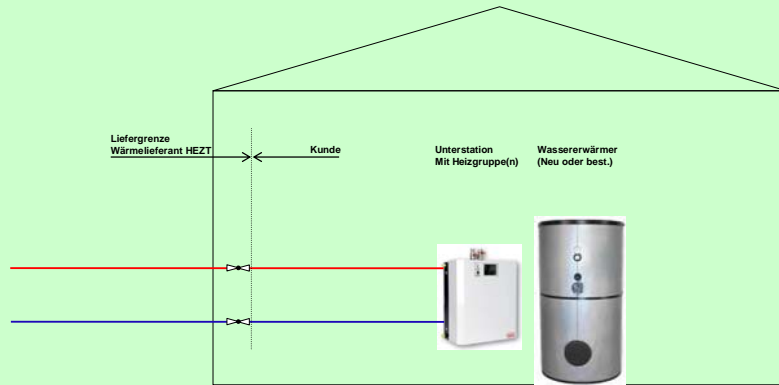 Liefergrenze
Wärmelieferant HEZT
Kunde
Unterstation
Mit Heizgruppe(n)
Wassererwärmer
(Neu oder best.)